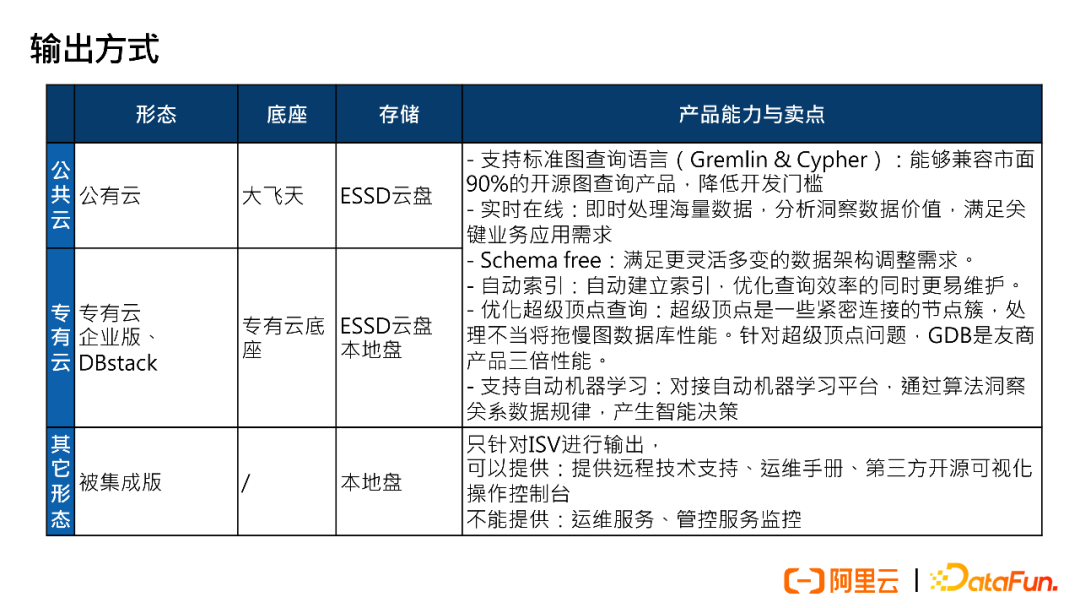 输出方式
形态 底座 存储 产品能力与卖点
公共云
公有云 大飞天 ESSD云盘
- 支持标准图查询语言（Gremlin & Cypher）：能够兼容市面
90%的开源图查询产品，降低开发门槛
- 实时在线：即时处理海量数据，分析洞察数据价值，满足关
键业务应用需求
- Schema free：满足更灵活多变的数据架构调整需求。
- 自动索引：自动建立索引，优化查询效率的同时更易维护。
- 优化超级顶点查询：超级顶点是一些紧密连接的节点簇，处
理不当将拖慢图数据库性能。针对超级顶点问题，GDB是友商
产品三倍性能。
- 支持自动机器学习：对接自动机器学习平台，通过算法洞察
关系数据规律，产生智能决策
专有云
专有云
企业版、
DBstack
专有云底
座
ESSD云盘
本地盘
其它形态
被集成版 / 本地盘
只针对ISV进行输出，
可以提供：提供远程技术支持、运维手册、第三方开源可视化
操作控制台
不能提供：运维服务、管控服务监控
阿里云 | DataFun.